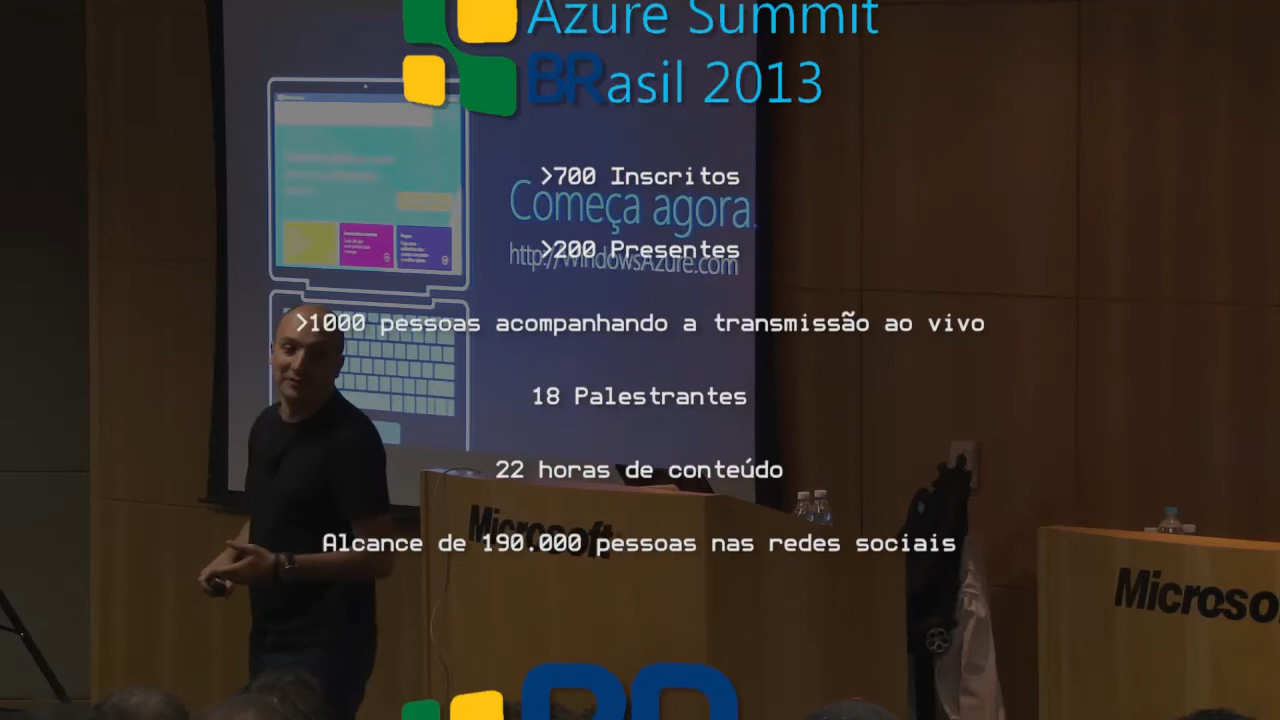 Azure Summit
BRasil 2013
>700 Inscritos
Começa agora.
>200 Presentes
http://WindowsAzure.com
>1000 pessoas acompanhando a transmissão ao vivo
18 Palestrantes
22 horas de conteúdo
Microsoft
Alcance de 190.000 pessoas nas redes sociais
Microso